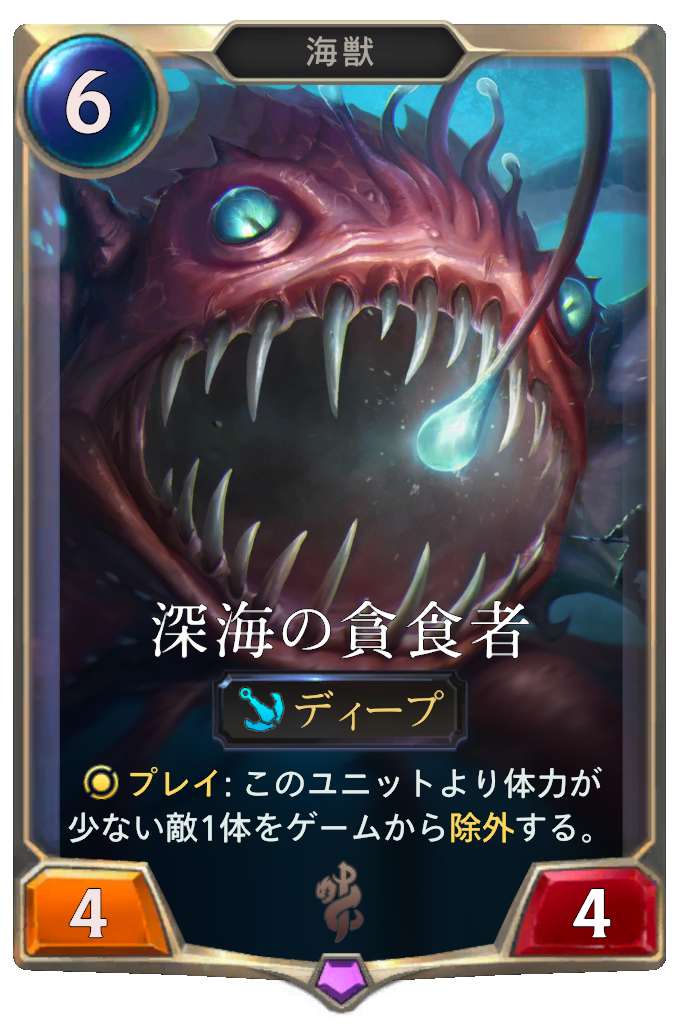 海獣
6
深海の貪食者
ディープ
プレイ: このユニットより体力が
少ない敵1体をゲームから除外する。
4
4